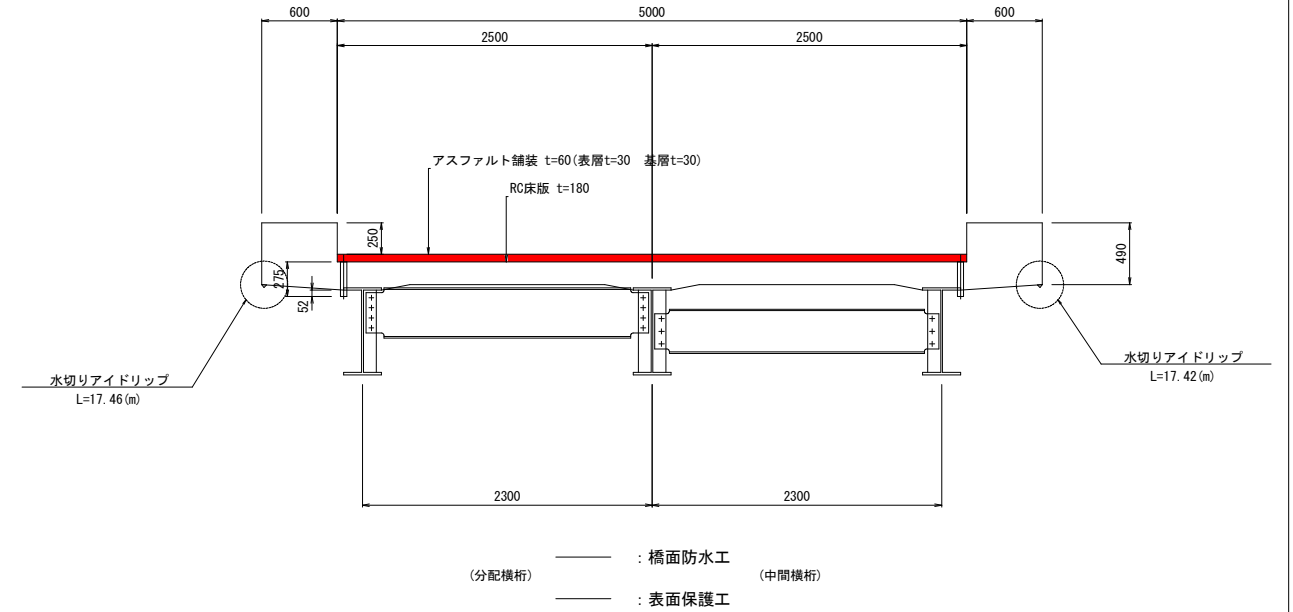 600
5000
600
2500
2500
アスファルト舗装 t=60(表層t=30　基層t=30)
RC床版 t=180
250
490
275
52
水切りアイドリップ
L=17.46(m)
水切りアイドリップ
L=17.42(m)
2300
2300
：橋面防水工
(分配横桁)
(中間横桁)
：表面保護工